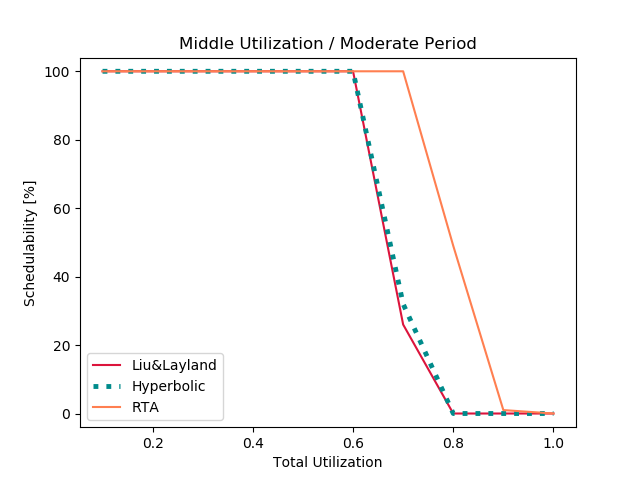 Middle Utilization / Moderate Period
Schedulability [%]
100
80
60
40
20
0
Liu&Layland
Hyperbolic
RTA
0.2 0.4 0.6 0.8 1.0
Total Utilization